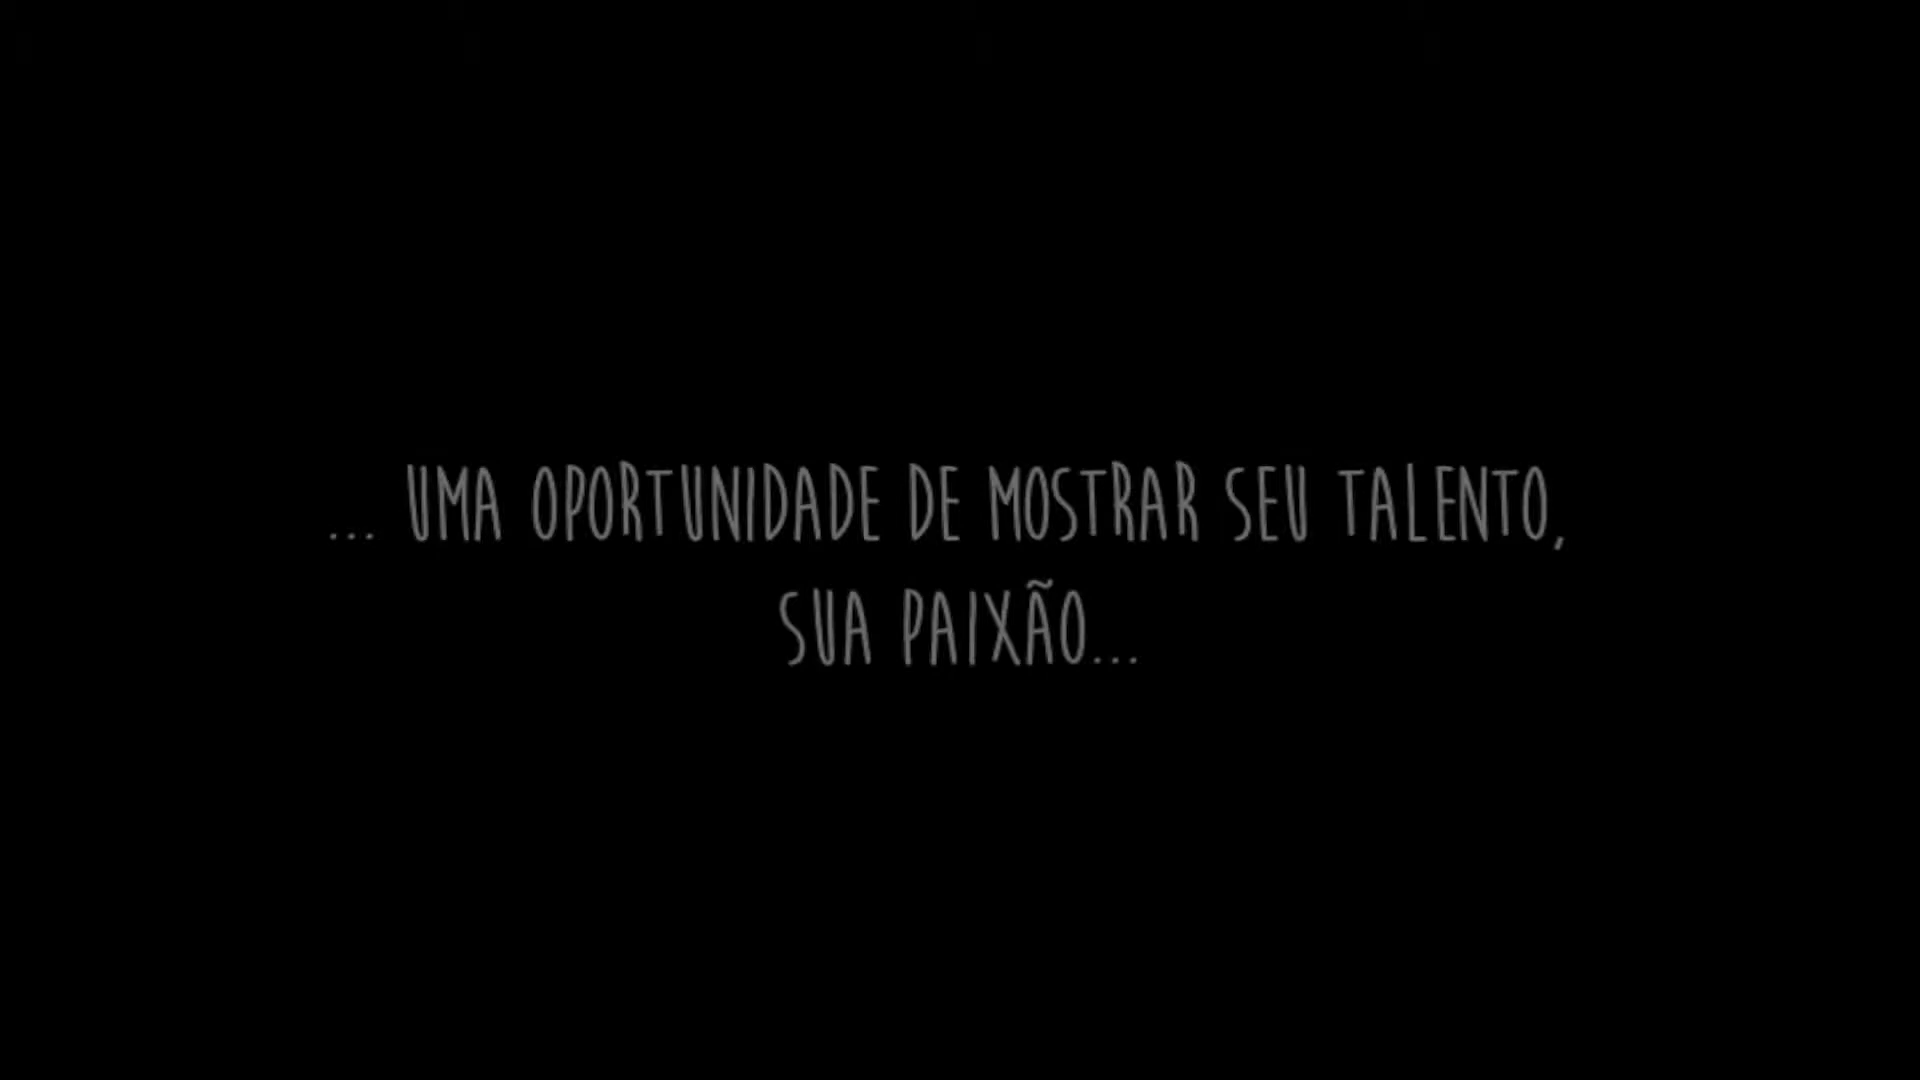 ... UMA OPORTUNIDADE DE MOSTRAR SEU TALENTO,
SUA PAIXÃO...